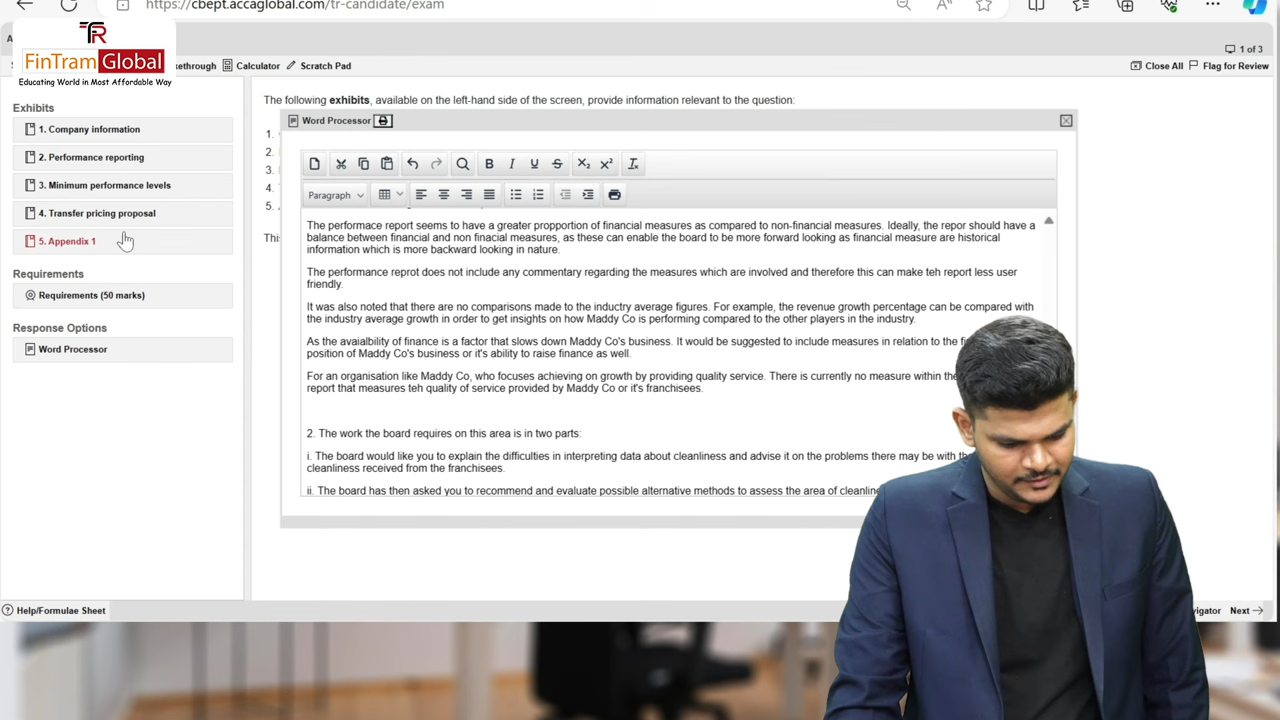 https://cbept.accaglobal.com/tr-candidate/exam
TR
FinTram Global
Educating World in Most Affordable Way
A
1 of 3
kethrough
Calculator
Scratch Pad
Close All
Flag for Review
Exhibits
1. Company information
2. Performance reporting
3. Minimum performance levels
4. Transfer pricing proposal
5. Appendix 1
Requirements
Requirements (50 marks)
Response Options
Word Processor
The following exhibits, available on the left-hand side of the screen, provide information relevant to the question:
1.
2.
3.
4.
5.
Thi
Word Processor
B I U S X₂ X² Ix
Paragraph
The performace report seems to have a greater propportion of financial measures as compared to non-financial measures. Ideally, the repor should have a
balance between financial and non finacial measures, as these can enable the board to be more forward looking as financial measure are historical
information which is more backward looking in nature.
The performance reprot does not include any commentary regarding the measures which are involved and therefore this can make teh report less user
friendly.
It was also noted that there are no comparisons made to the inductry average figures. For example, the revenue growth percentage can be compared with
the industry average growth in order to get insights on how Maddy Co is performing compared to the other players in the industry.
As the avaialbility of finance is a factor that slows down Maddy Co's business. It would be suggested to include measures in relation to the fi
position of Maddy Co's business or it's ability to raise finance as well.
For an organisation like Maddy Co, who focuses achieving on growth by providing quality service. There is currently no measure within the
report that measures teh quality of service provided by Maddy Co or it's franchisees.
2. The work the board requires on this area is in two parts:
i. The board would like you to explain the difficulties in interpreting data about cleanliness and advise it on the problems there may be with th
cleanliness received from the franchisees.
ii. The board has then asked you to recommend and evaluate possible alternative methods to assess the area of cleanline
Help/Formulae Sheet
vigator
Next